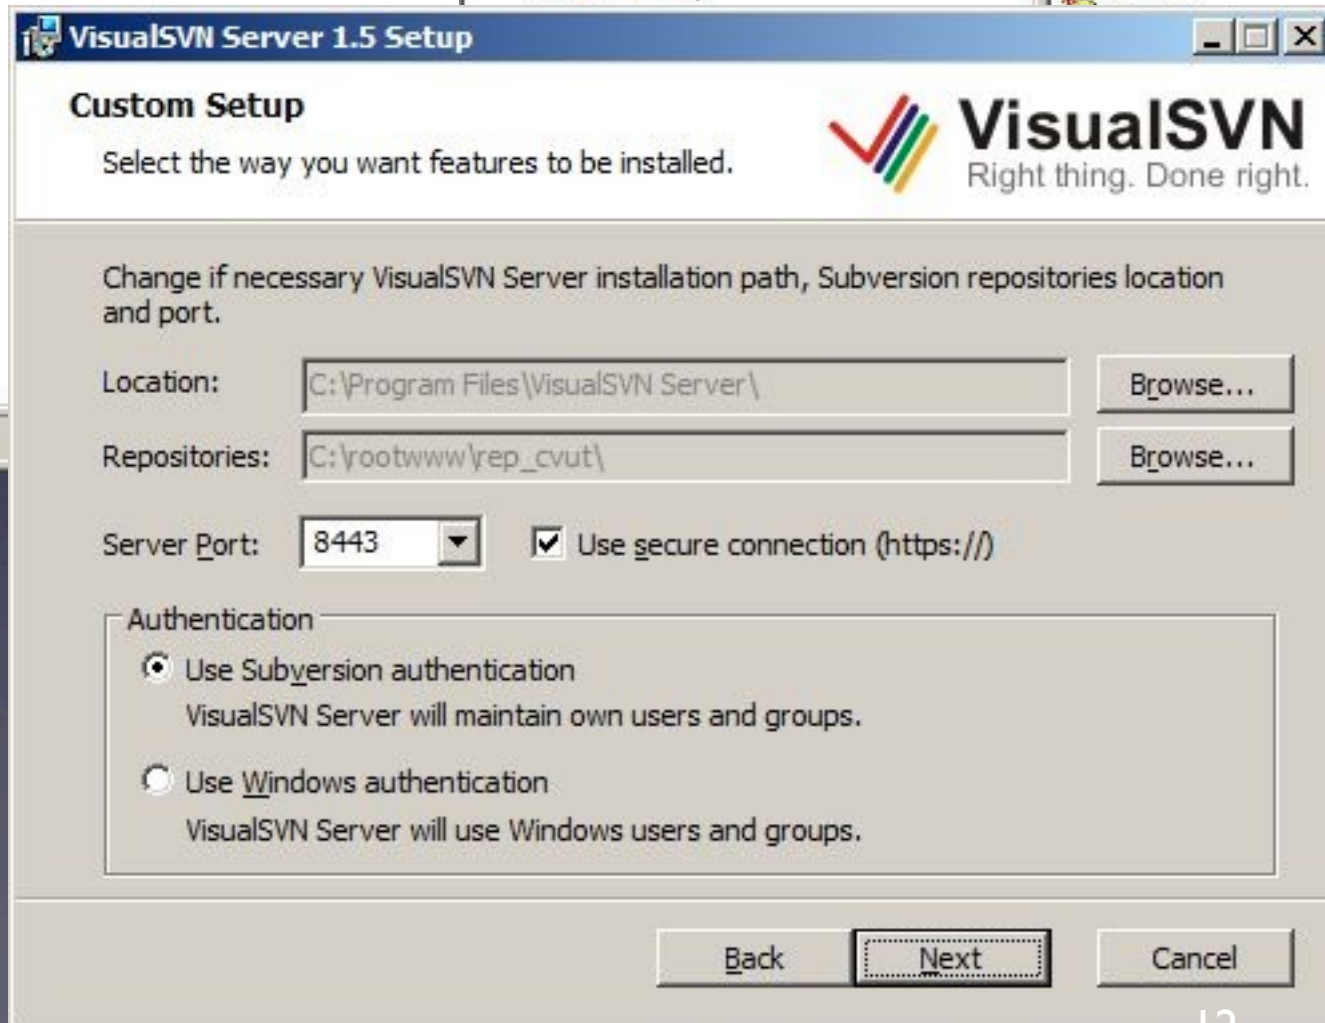 VisualSVN Server 1.5 Setup
Custom Setup
Select the way you want features to be installed.
VisualSVN
Right thing. Done right.
Change if necessary VisualSVN Server installation path, Subversion repositories location
and port.
Location:
C:\Program Files\VisualSVN Server\
Browse...
Repositories:
C:\rootwww\rep_cvut\
Browse...
Server Port:
8443
Use secure connection (https://)
Authentication
Use Subversion authentication
VisualSVN Server will maintain own users and groups.
Use Windows authentication
VisualSVN Server will use Windows users and groups.
Back
Next
Cancel